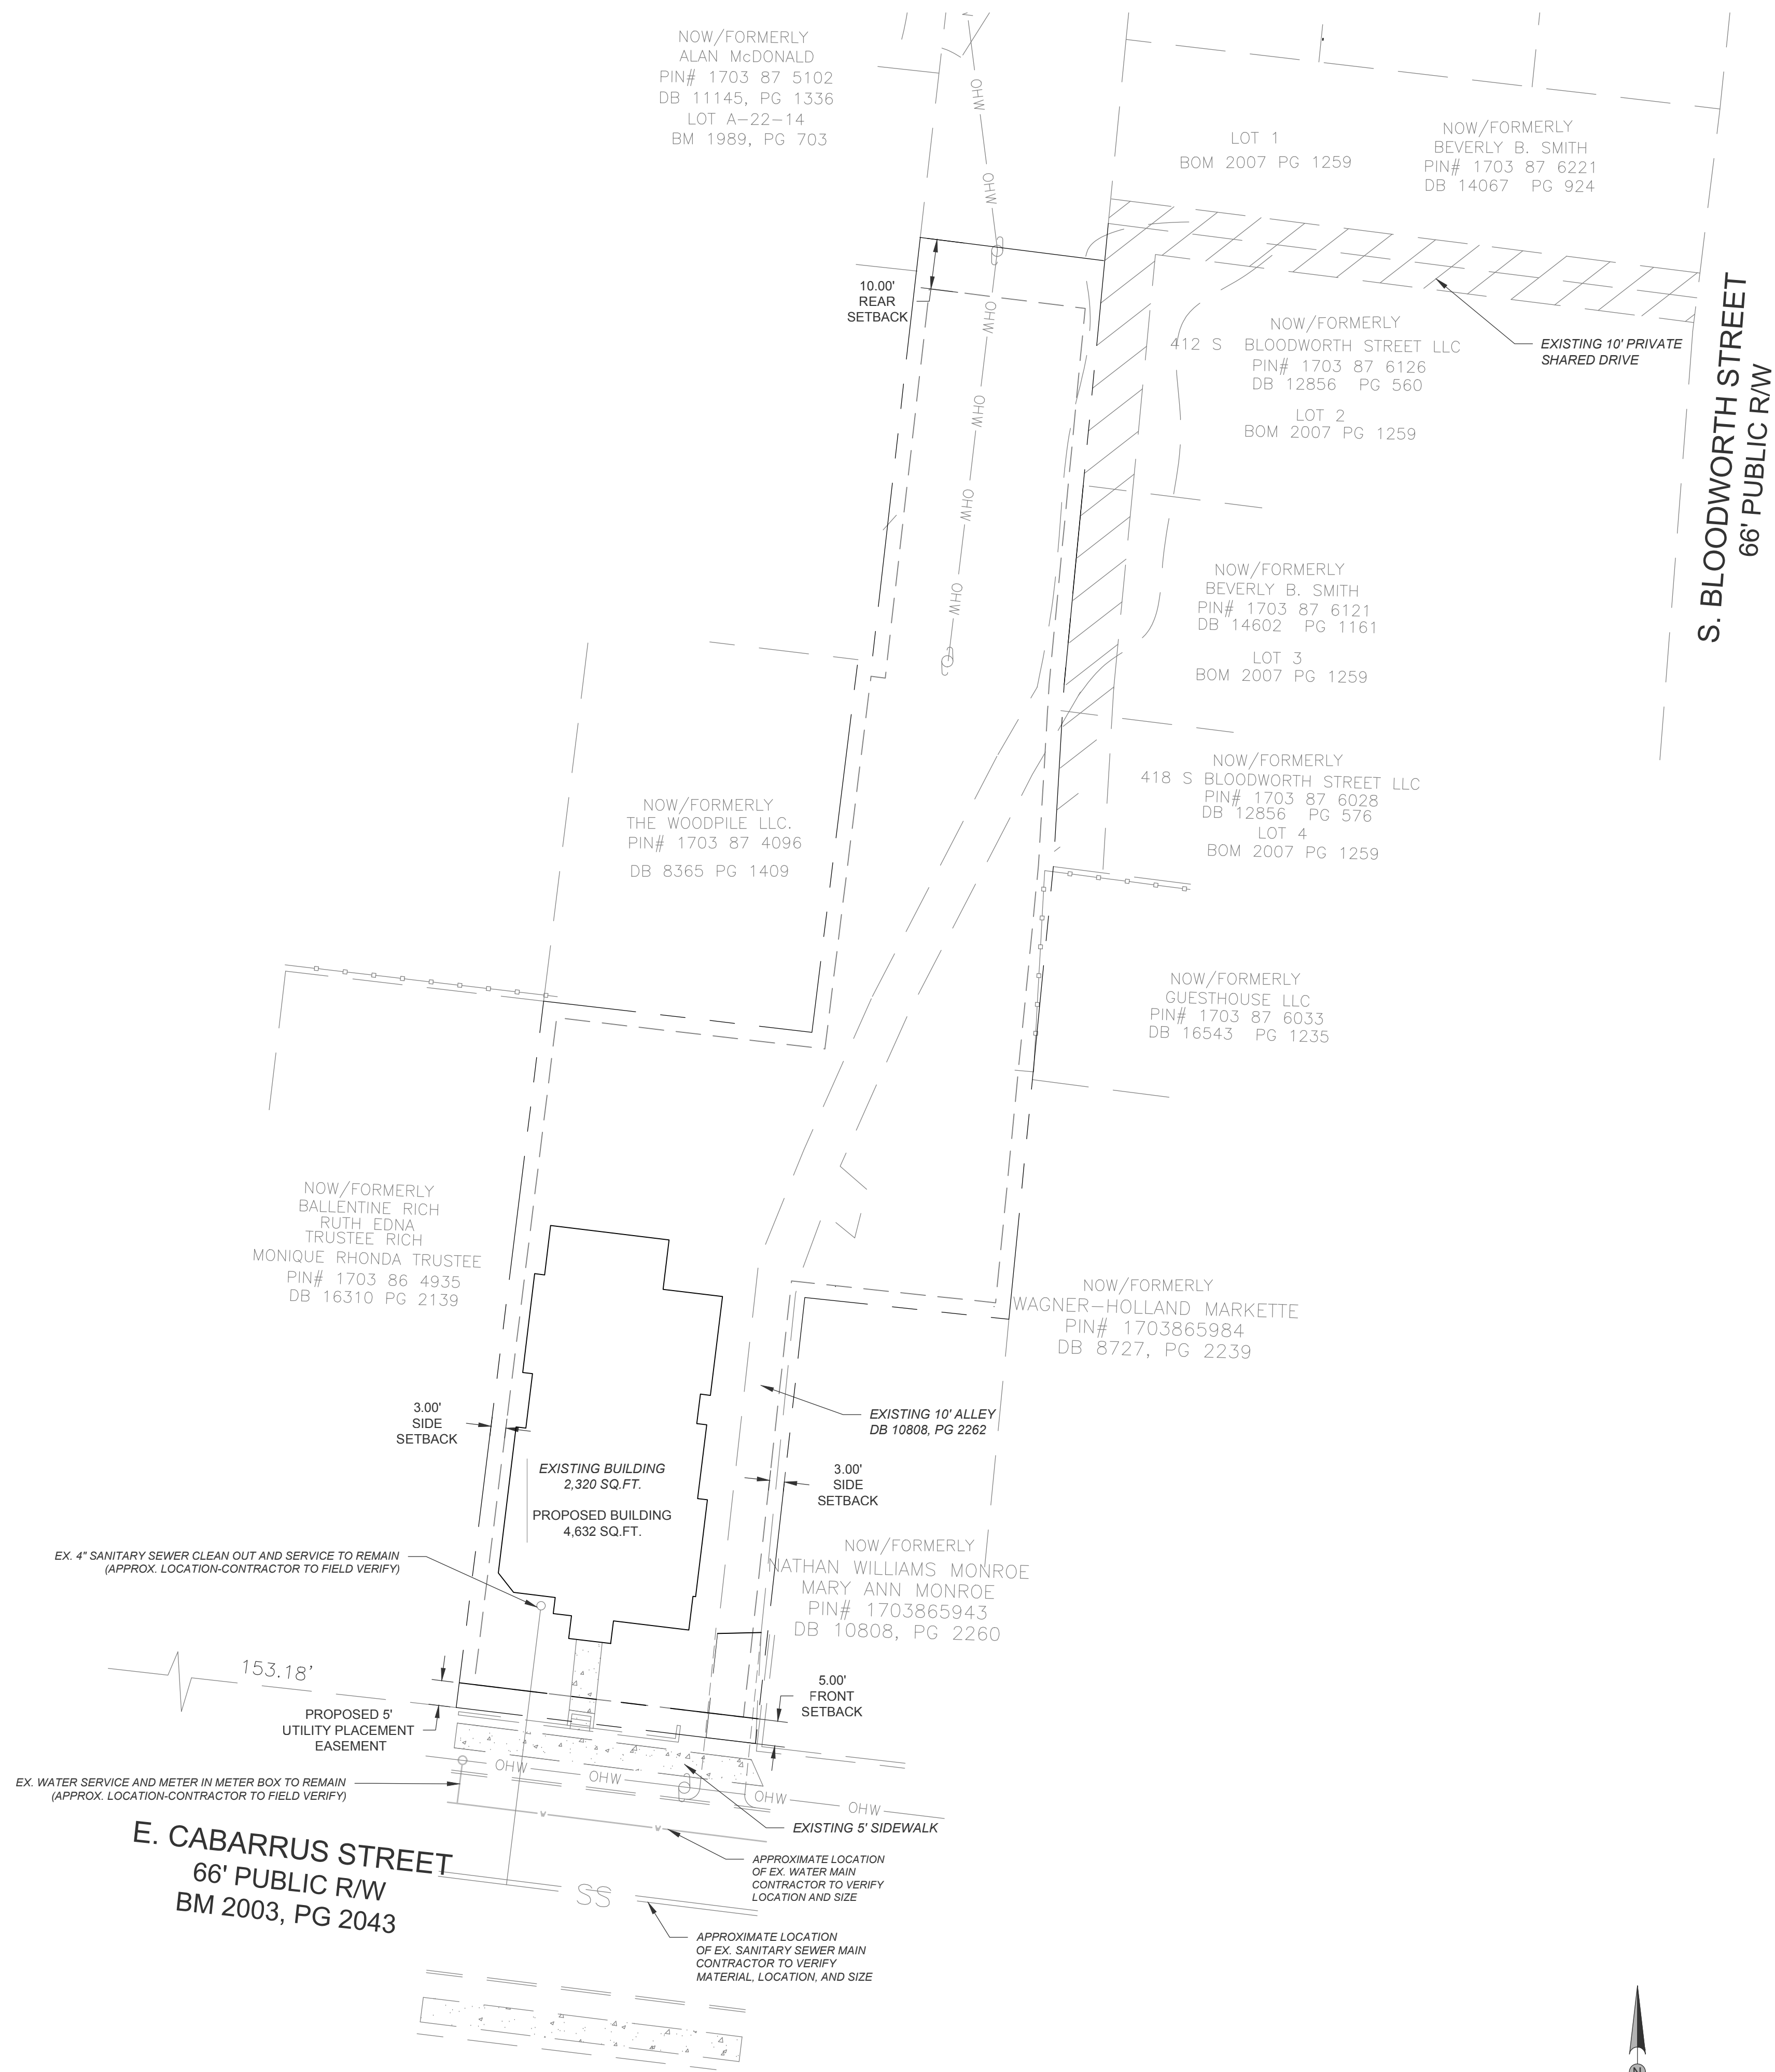 NOW/FORMERLY
ALAN McDONALD
PIN# 1703 87 5102
DB 11145, PG 1336
LOT A-22-14
BM 1989, PG 703
LOT 1
BOM 2007 PG 1259
NOW/FORMERLY
BEVERLY B. SMITH
PIN# 1703 87 6221
DB 14067 PG 924
OHW
OHW
10.00'
REAR
SETBACK
OHW
OHW
OHW
OHW
NOW/FORMERLY
412 S BLOODWORTH STREET LLC
PIN# 1703 87 6126
DB 12856 PG 560
LOT 2
BOM 2007 PG 1259
EXISTING 10' PRIVATE
SHARED DRIVE
S. BLOODWORTH STREET
66' PUBLIC R/W
NOW/FORMERLY
BEVERLY B. SMITH
PIN# 1703 87 6121
DB 14602 PG 1161
LOT 3
BOM 2007 PG 1259
NOW/FORMERLY
418 S BLOODWORTH STREET LLC
PIN# 1703 87 6028
DB 12856 PG 576
LOT 4
BOM 2007 PG 1259
NOW/FORMERLY
THE WOODPILE LLC.
PIN# 1703 87 4096
DB 8365 PG 1409
NOW/FORMERLY
GUESTHOUSE LLC
PIN# 1703 87 6033
DB 16543 PG 1235
NOW/FORMERLY
BALLENTINE RICH
RUTH EDNA
TRUSTEE RICH
MONIQUE RHONDA TRUSTEE
PIN# 1703 86 4935
DB 16310 PG 2139
NOW/FORMERLY
WAGNER-HOLLAND MARKETTE
PIN# 1703865984
DB 8727, PG 2239
3.00'
SIDE
SETBACK
EXISTING 10' ALLEY
DB 10808, PG 2262
EXISTING BUILDING
2,320 SQ.FT.
PROPOSED BUILDING
4,632 SQ.FT.
3.00'
SIDE
SETBACK
EX. 4" SANITARY SEWER CLEAN OUT AND SERVICE TO REMAIN
(APPROX. LOCATION-CONTRACTOR TO FIELD VERIFY)
NOW/FORMERLY
NATHAN WILLIAMS MONROE
MARY ANN MONROE
PIN# 1703865943
DB 10808, PG 2260
153.18'
5.00'
FRONT
SETBACK
PROPOSED 5'
UTILITY PLACEMENT
EASEMENT
OHW
OHW
OHW
OHW
EX. WATER SERVICE AND METER IN METER BOX TO REMAIN
(APPROX. LOCATION-CONTRACTOR TO FIELD VERIFY)
W
W
EXISTING 5' SIDEWALK
E. CABARRUS STREET
66' PUBLIC R/W
BM 2003, PG 2043
APPROXIMATE LOCATION
OF EX. WATER MAIN
CONTRACTOR TO VERIFY
LOCATION AND SIZE
SS
APPROXIMATE LOCATION
OF EX. SANITARY SEWER MAIN
CONTRACTOR TO VERIFY
MATERIAL, LOCATION, AND SIZE
N